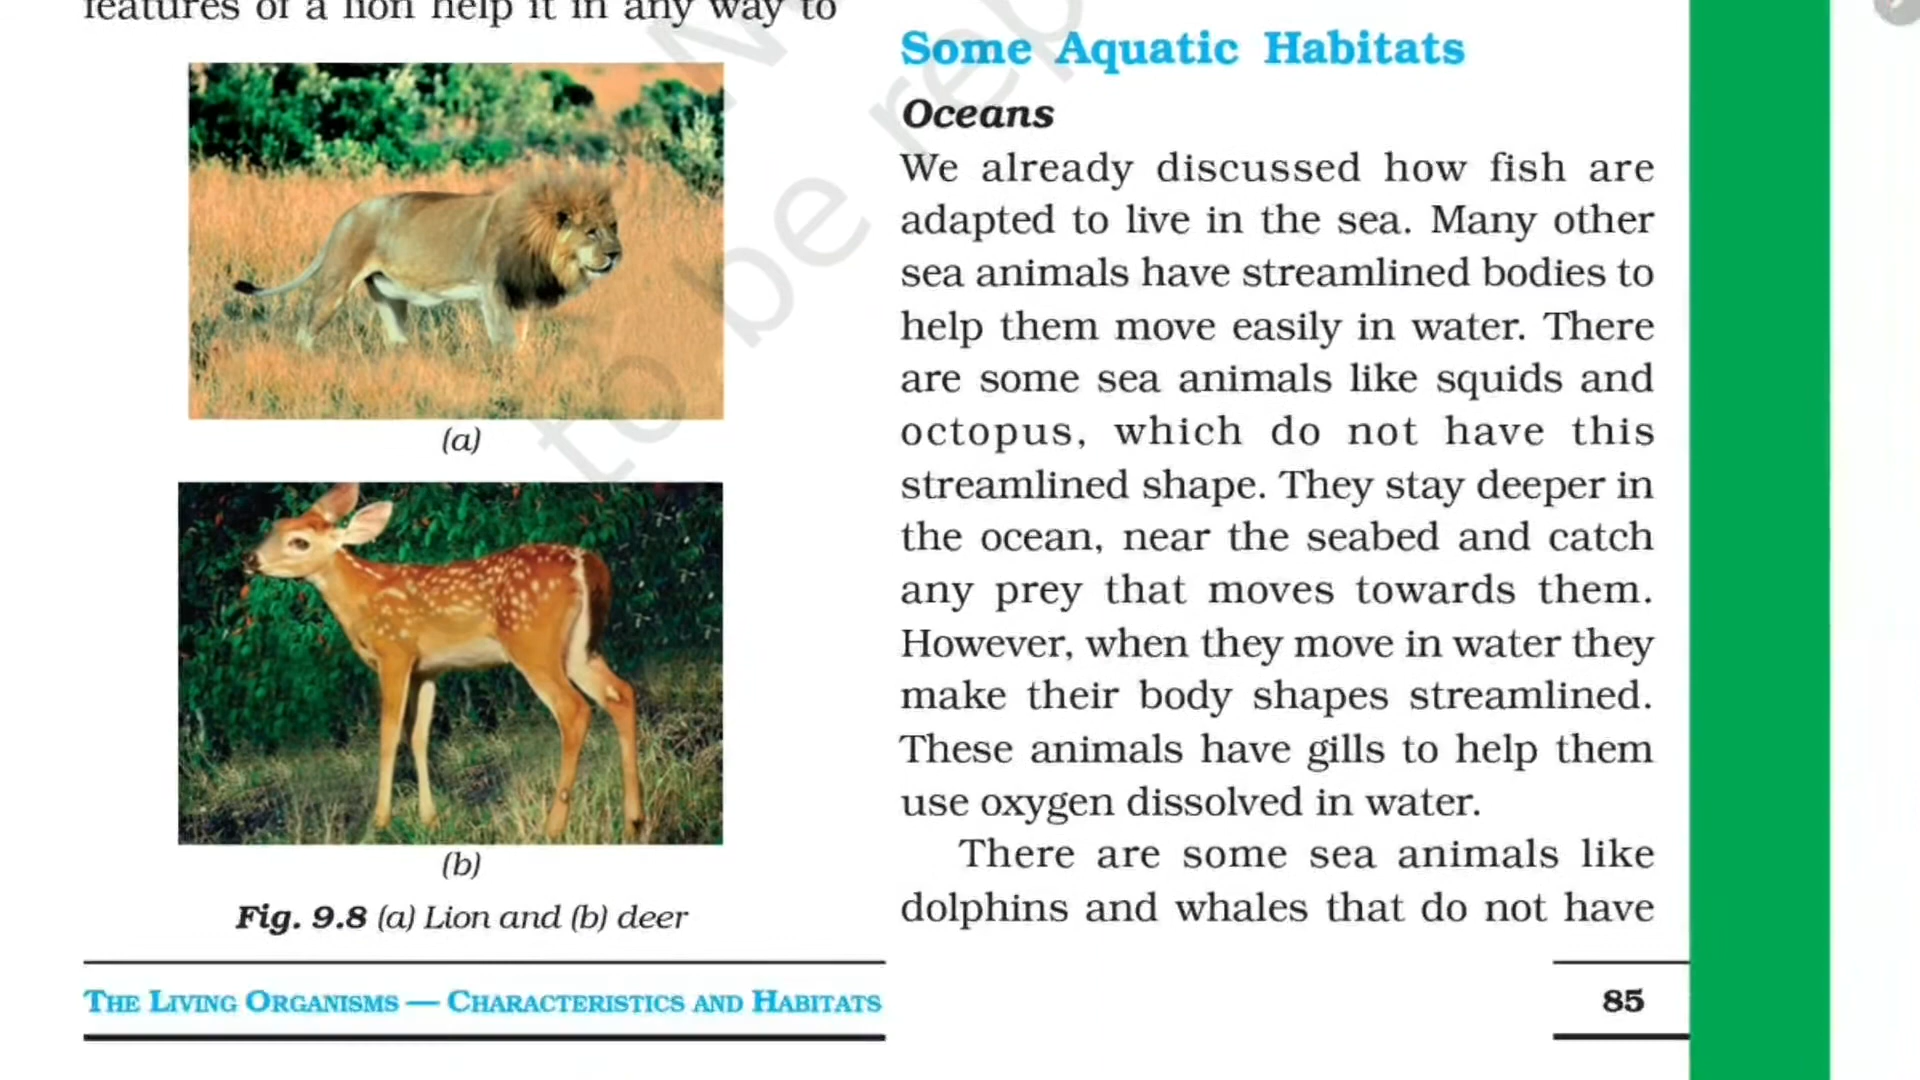 features of a lion help it in any way to
(a)
(b)
Fig. 9.8 (a) Lion and (b) deer
Some Aquatic Habitats
Oceans
We already discussed how fish are
adapted to live in the sea. Many other
sea animals have streamlined bodies to
help them move easily in water. There
are some sea animals like squids and
octopus, which do not have this
streamlined shape. They stay deeper in
the ocean, near the seabed and catch
any prey that moves towards them.
However, when they move in water they
make their body shapes streamlined.
These animals have gills to help them
use oxygen dissolved in water.
There are some sea animals like
dolphins and whales that do not have
THE LIVING ORGANISMS — CHARACTERISTICS AND HABITATS
85
to be rep